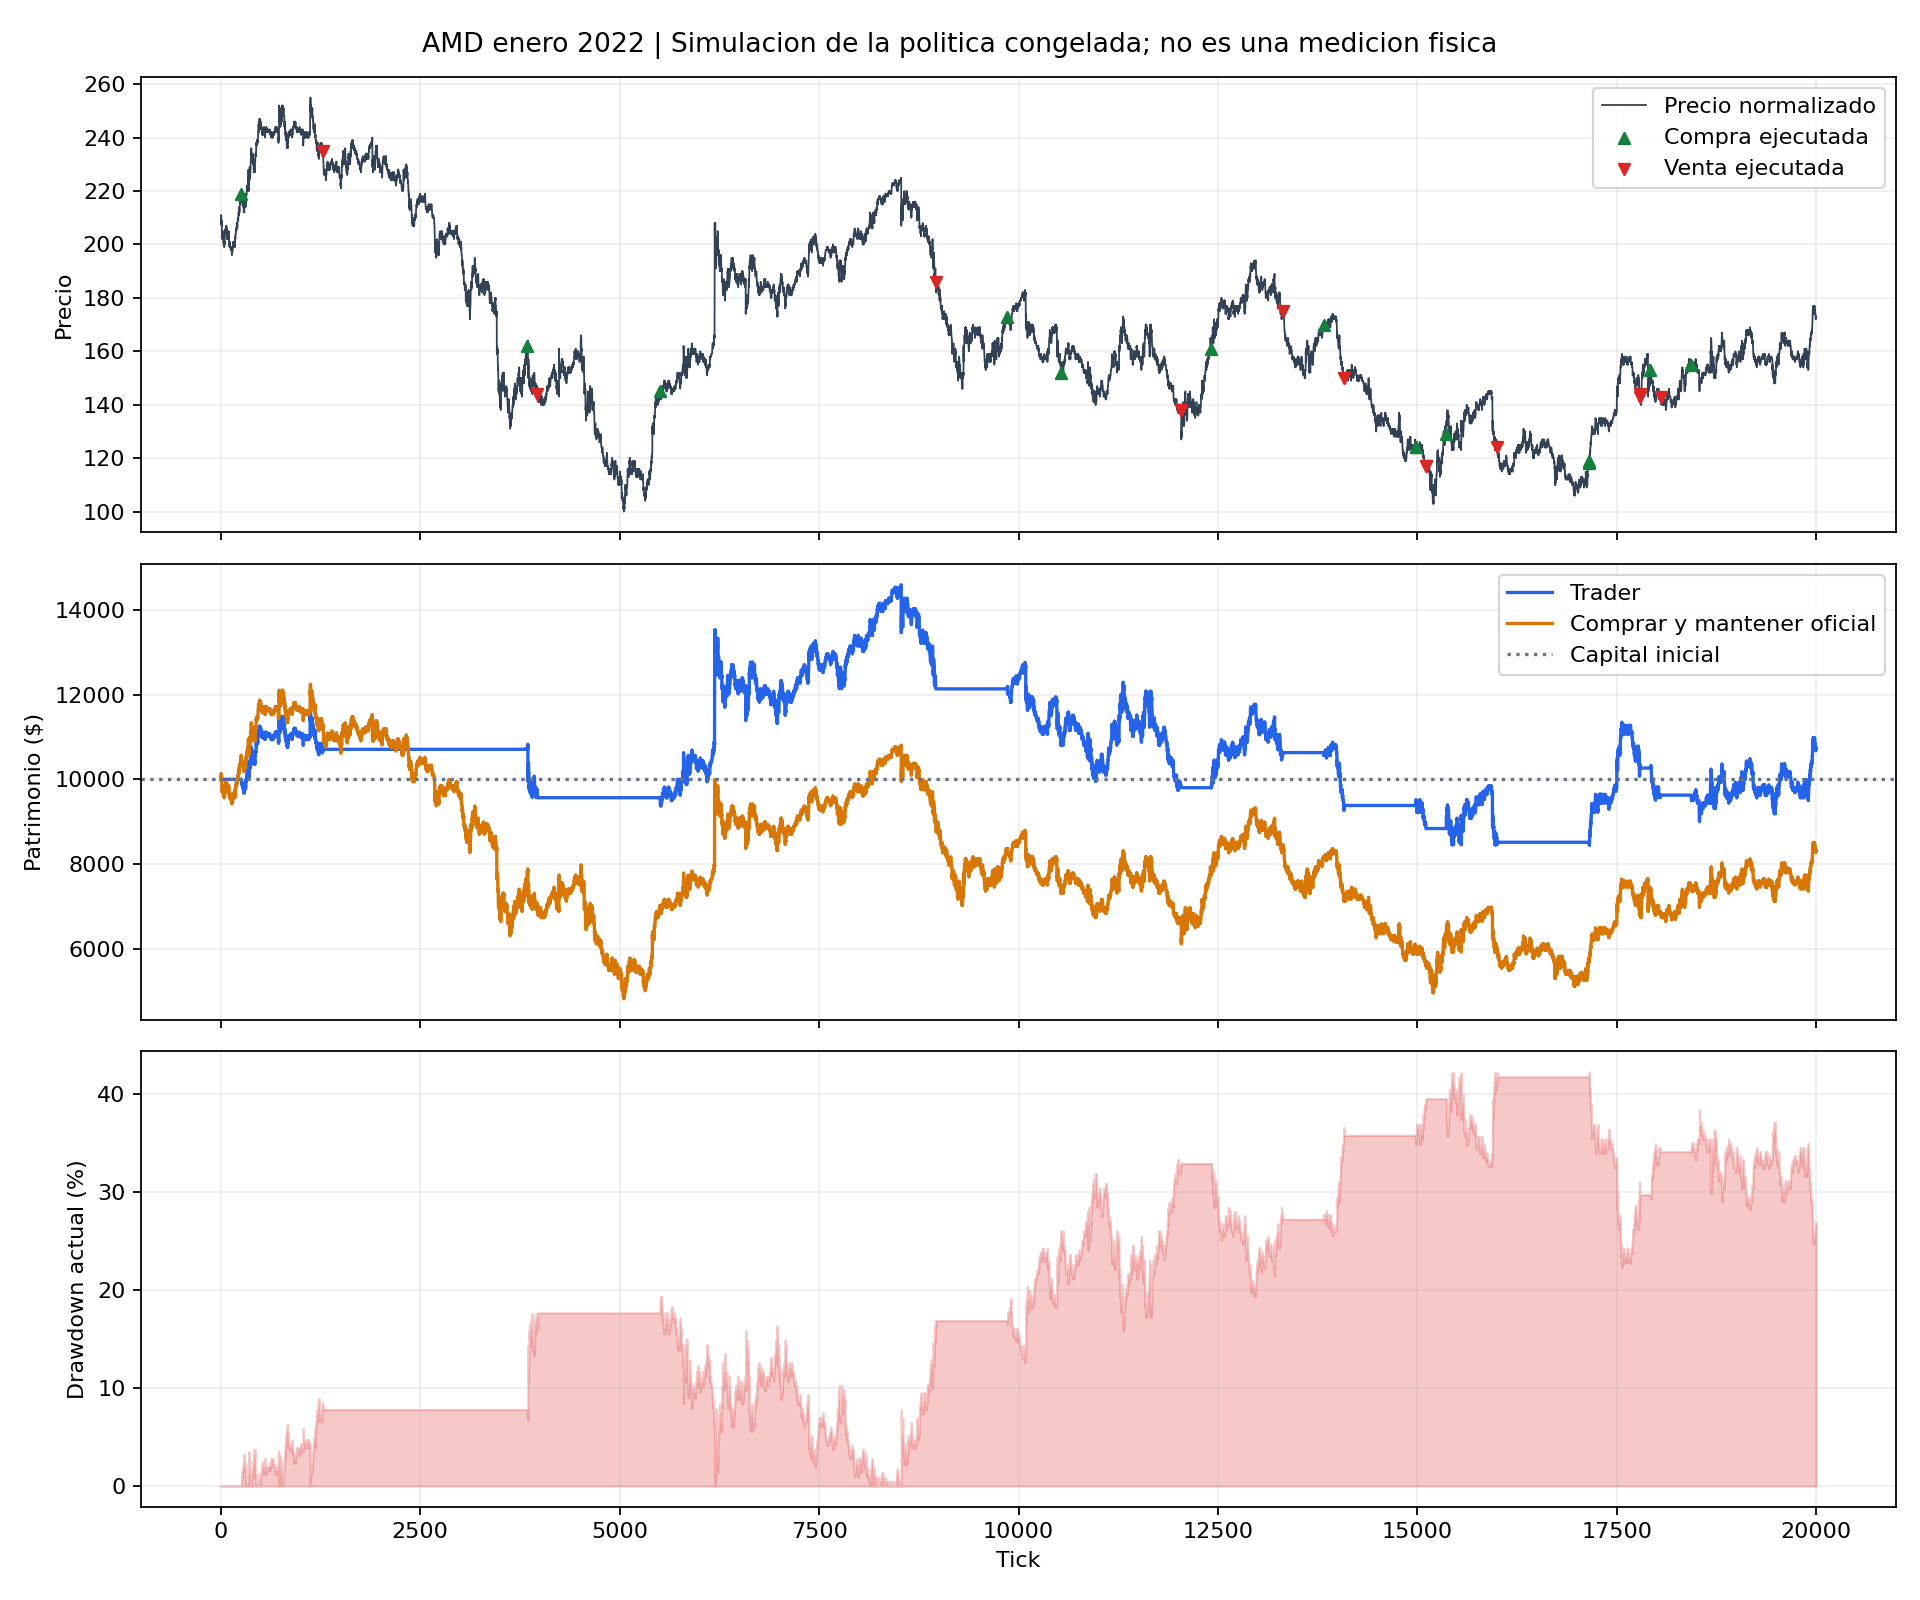 AMD enero 2022 | Simulacion de la politica congelada; no es una medicion fisica
Precio
260
240
220
200
180
160
140
120
100
Precio normalizado
Compra ejecutada
Venta ejecutada
Patrimonio ($)
14000
12000
10000
8000
6000
Trader
Comprar y mantener oficial
Capital inicial
Drawdown actual (%)
40
30
20
10
0
0 2500 5000 7500 10000 12500 15000 17500 20000
Tick